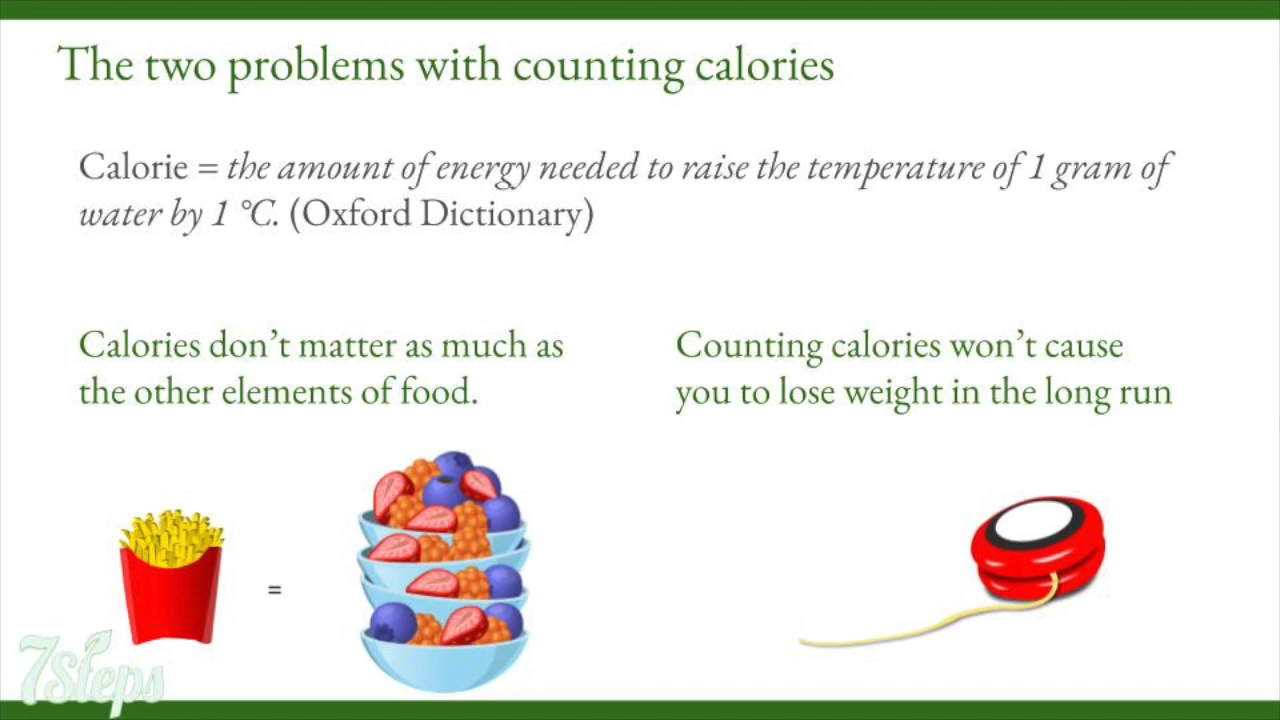 The two problems with counting calories
Calorie = the amount of energy needed to raise the temperature of 1 gram of
water by 1 °C. (Oxford Dictionary)
Calories don’t matter as much as
the other elements of food.
Counting calories won’t cause
you to lose weight in the long run
=
7Steps